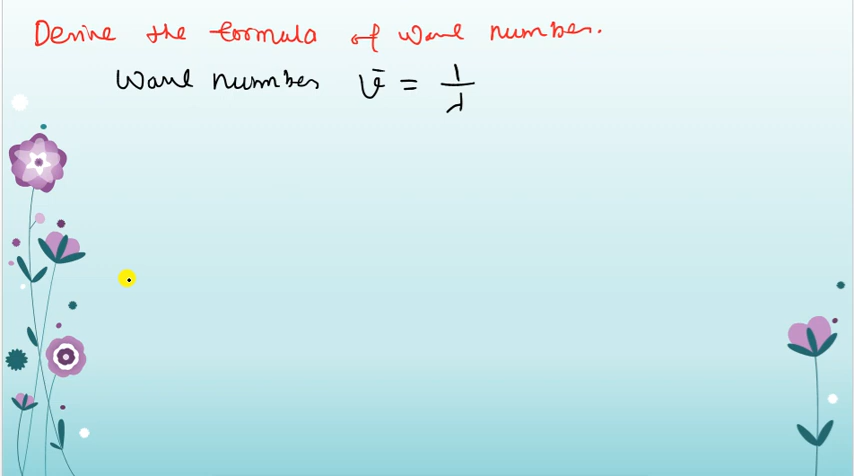 Derive the formula of wave number.
Wave number ν̄ = 1/λ